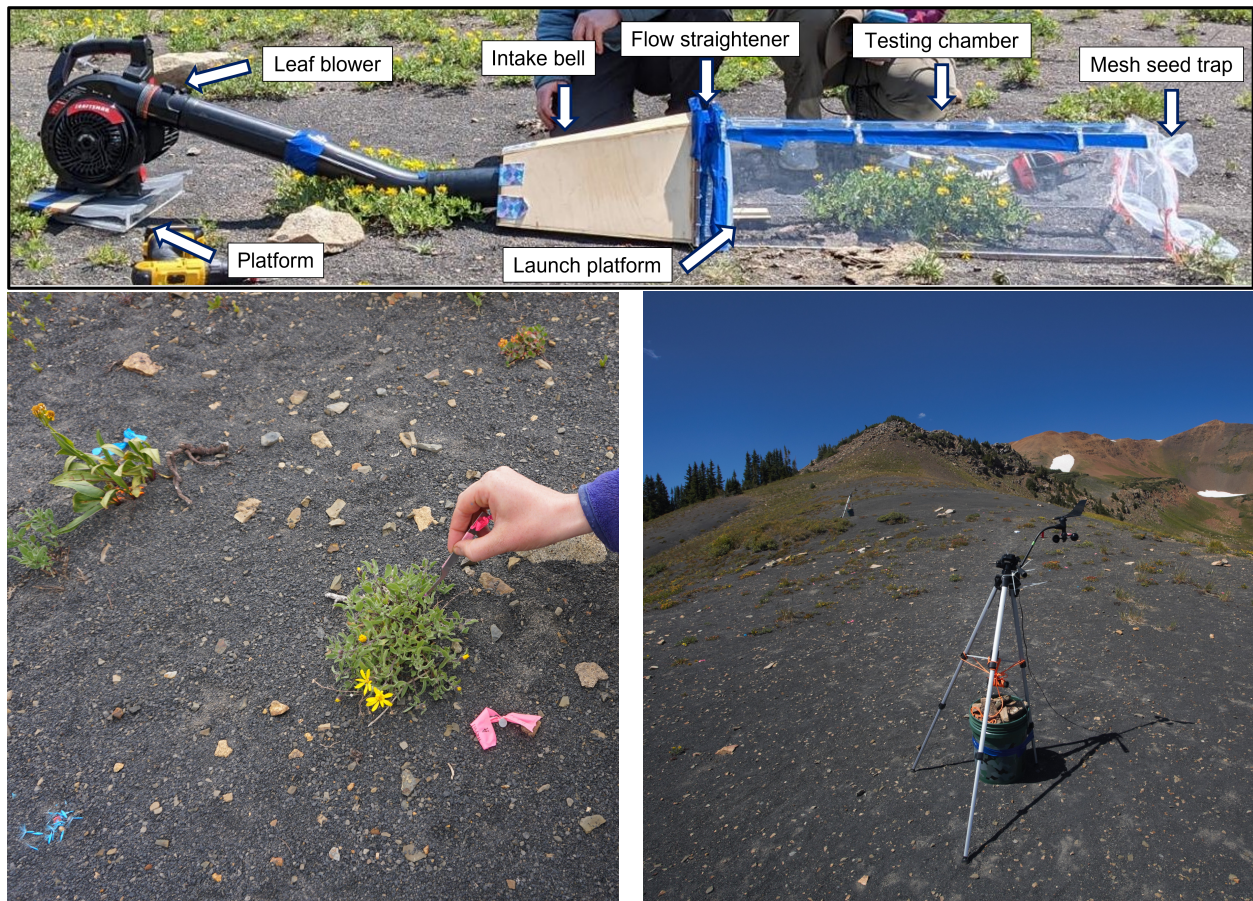 Leaf blower
Intake bell
Flow straightener
Testing chamber
Mesh seed trap
CRAFTSMAN
Platform
Launch platform